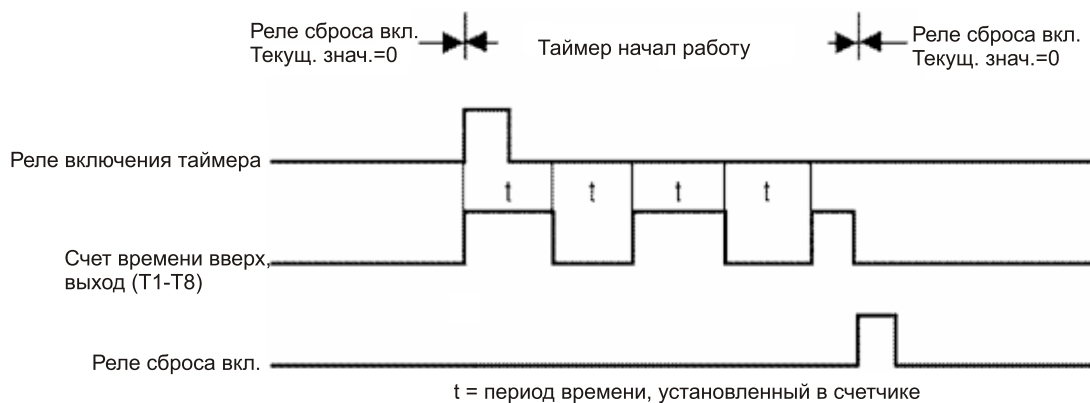 Реле сброса вкл.
Текущ. знач.=0
Таймер начал работу
Реле сброса вкл.
Текущ. знач.=0
Реле включения таймера
t t t t
Счет времени вверх,
выход (T1-T8)
Реле сброса вкл.
t = период времени, установленный в счетчике